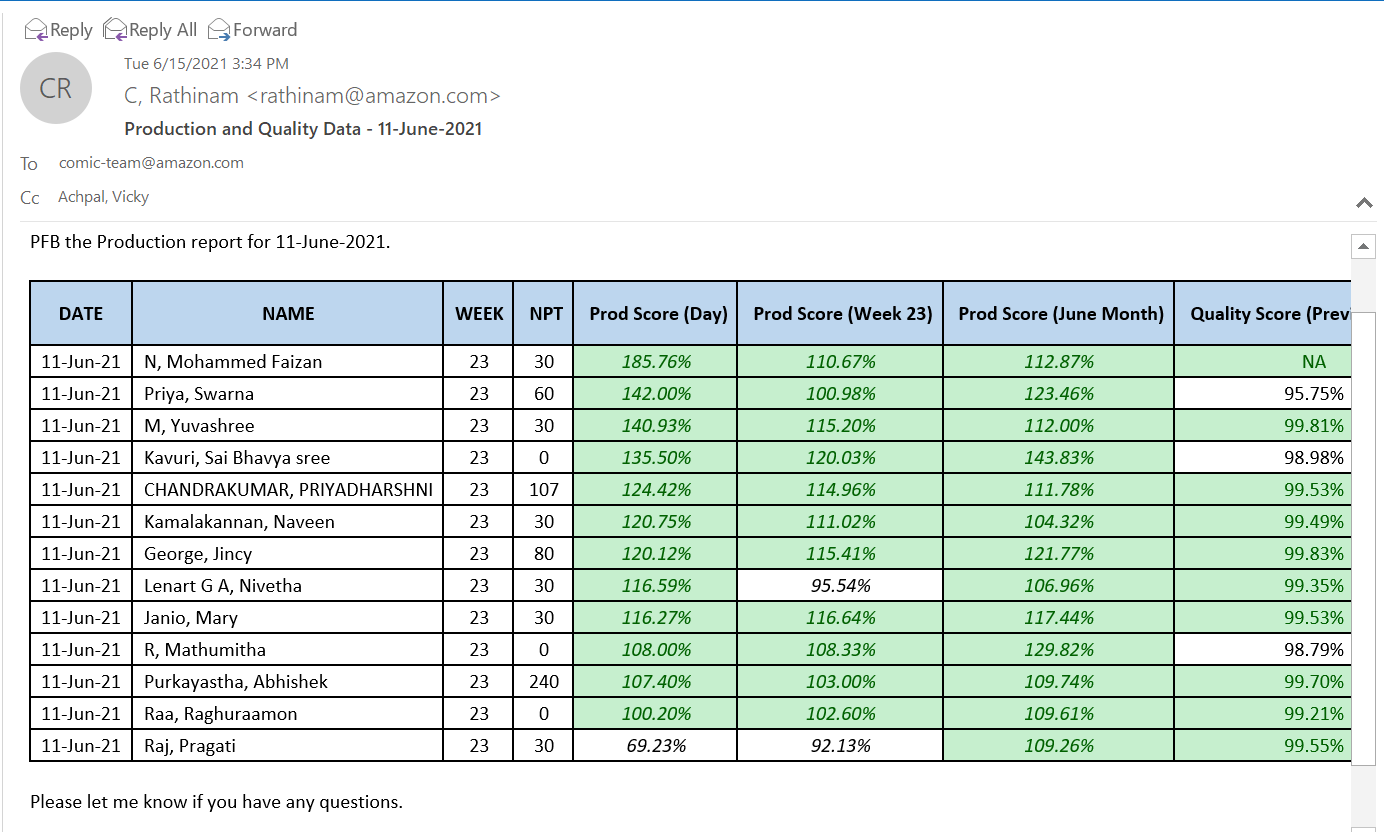 Reply Reply All Forward
CR
Tue 6/15/2021 3:34 PM
C, Rathinam <rathinam@amazon.com>
Production and Quality Data - 11-June-2021
To comic-team@amazon.com
Cc Achpal, Vicky
PFB the Production report for 11-June-2021.
DATE NAME WEEK NPT Prod Score (Day) Prod Score (Week 23) Prod Score (June Month) Quality Score (Prev
11-Jun-21 N, Mohammed Faizan 23 30 185.76% 110.67% 112.87% NA
11-Jun-21 Priya, Swarna 23 60 142.00% 100.98% 123.46% 95.75%
11-Jun-21 M, Yuvashree 23 30 140.93% 115.20% 112.00% 99.81%
11-Jun-21 Kavuri, Sai Bhavya sree 23 0 135.50% 120.03% 143.83% 98.98%
11-Jun-21 CHANDRAKUMAR, PRIYADHARSHNI 23 107 124.42% 114.96% 111.78% 99.53%
11-Jun-21 Kamalakannan, Naveen 23 30 120.75% 111.02% 104.32% 99.49%
11-Jun-21 George, Jincy 23 80 120.12% 115.41% 121.77% 99.83%
11-Jun-21 Lenart G A, Nivetha 23 30 116.59% 95.54% 106.96% 99.35%
11-Jun-21 Janio, Mary 23 30 116.27% 116.64% 117.44% 99.53%
11-Jun-21 R, Mathumitha 23 0 108.00% 108.33% 129.82% 98.79%
11-Jun-21 Purkayastha, Abhishek 23 240 107.40% 103.00% 109.74% 99.70%
11-Jun-21 Raa, Raghuraamon 23 0 100.20% 102.60% 109.61% 99.21%
11-Jun-21 Raj, Pragati 23 30 69.23% 92.13% 109.26% 99.55%
Please let me know if you have any questions.